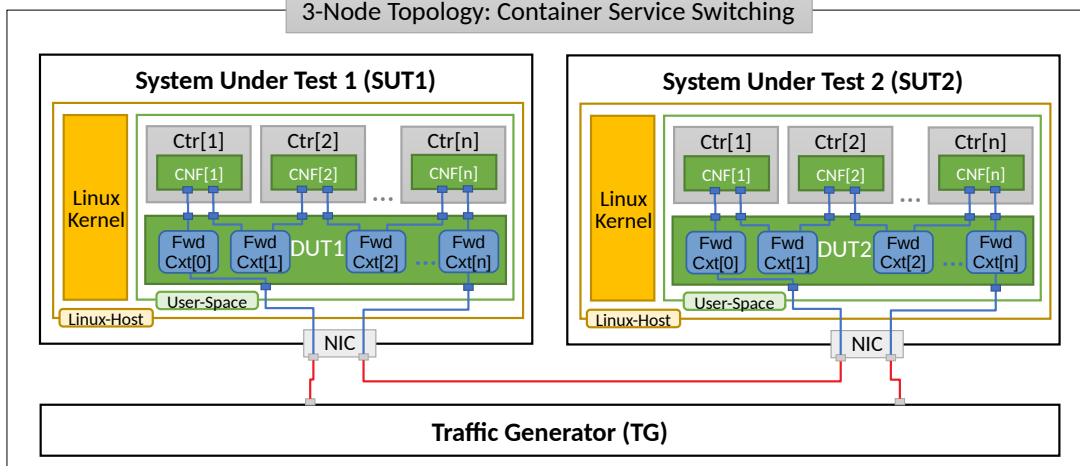 3-Node Topology: Container Service Switching
System Under Test 1 (SUT1)
Linux
Kernel
Ctr[1]
CNF[1]
Ctr[2]
CNF[2]
...
Ctr[n]
CNF[n]
DUT1
Fwd
Cxt[0]
Fwd
Cxt[1]
Fwd
Cxt[2]
...
Fwd
Cxt[n]
User-Space
Linux-Host
NIC
System Under Test 2 (SUT2)
Linux
Kernel
Ctr[1]
CNF[1]
Ctr[2]
CNF[2]
...
Ctr[n]
CNF[n]
DUT2
Fwd
Cxt[0]
Fwd
Cxt[1]
Fwd
Cxt[2]
...
Fwd
Cxt[n]
User-Space
Linux-Host
NIC
Traffic Generator (TG)